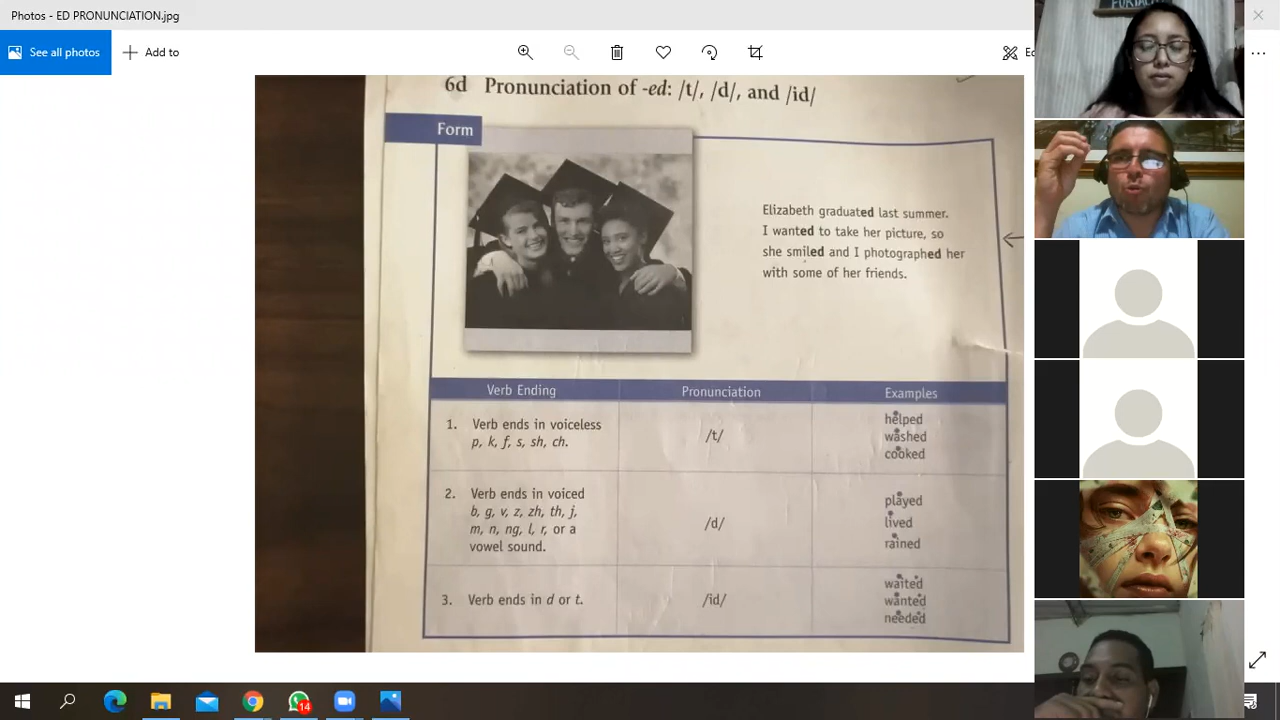 Photos - ED PRONUNCIATION.jpg
See all photos
Add to
6d Pronunciation of -ed: /t/, /d/, and /id/
Form
Elizabeth graduated last summer.
I wanted to take her picture, so
she smiled and I photographed her
with some of her friends.
Verb Ending Pronunciation Examples
1. Verb ends in voiceless
p, k, f, s, sh, ch.
/t/
helped
washed
cooked
2. Verb ends in voiced
b, g, v, z, zh, th, j,
m, n, ng, l, r, or a
vowel sound.
/d/
played
lived
rained
3. Verb ends in d or t.
/id/
waited
wanted
needed
14